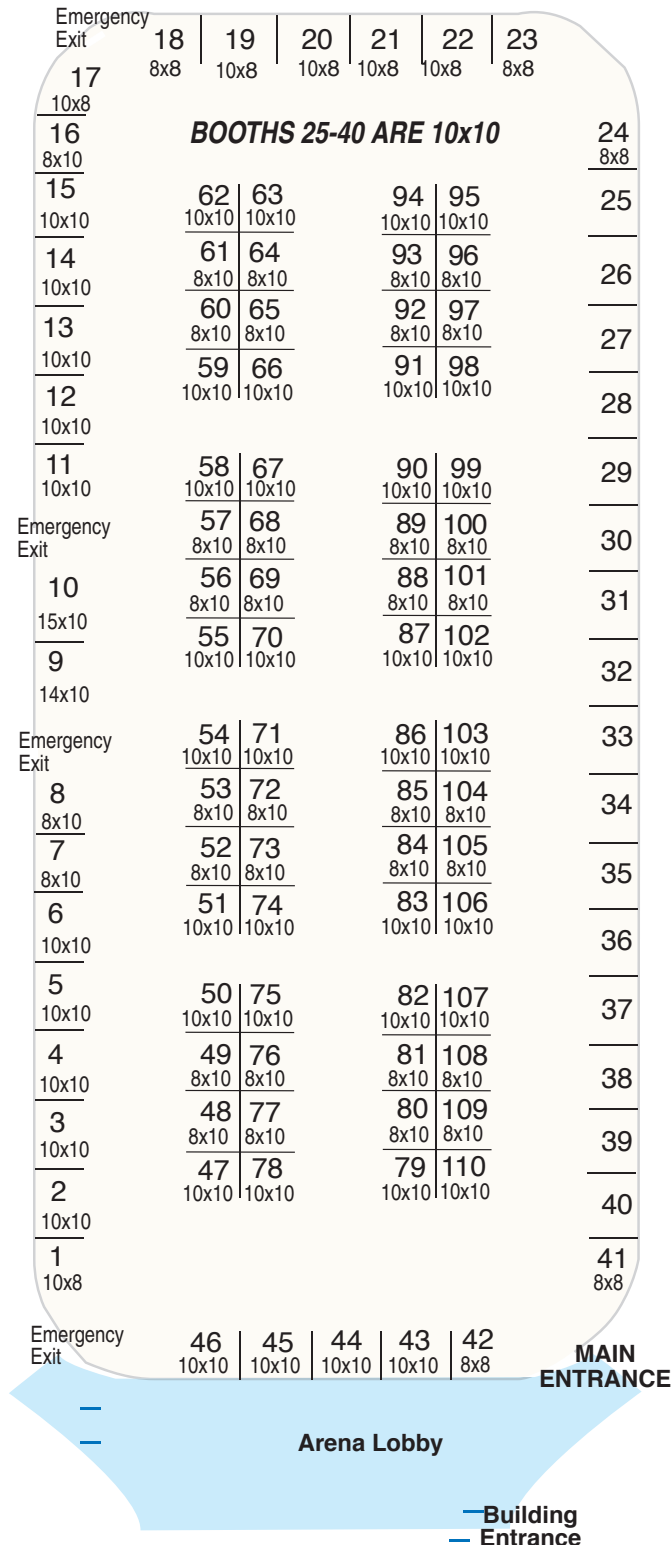 Emergency
Exit
18 19 20 21 22 23
8x8 10x8 10x8 10x8 10x8 8x8
17
10x8
BOOTHS 25-40 ARE 10x10
16 24
8x10 8x8
15 62 63 94 95 25
10x10 10x10 10x10 10x10 10x10
14 61 64 93 96 26
10x10 8x10 8x10 8x10 8x10
13 60 65 92 97 27
10x10 8x10 8x10 8x10 8x10
12 59 66 91 98 28
10x10 10x10 10x10 10x10 10x10
11 58 67 90 99 29
10x10 10x10 10x10 10x10 10x10
Emergency
Exit
57 68 89 100 30
8x10 8x10 8x10 8x10
10 56 69 88 101 31
15x10 8x10 8x10 8x10 8x10
9 55 70 87 102 32
14x10 10x10 10x10 10x10 10x10
Emergency
Exit
54 71 86 103 33
10x10 10x10 10x10 10x10
8 53 72 85 104 34
8x10 8x10 8x10 8x10 8x10
7 52 73 84 105 35
8x10 8x10 8x10 8x10 8x10
6 51 74 83 106 36
10x10 10x10 10x10 10x10 10x10
5 50 75 82 107 37
10x10 10x10 10x10 10x10 10x10
4 49 76 81 108 38
10x10 8x10 8x10 8x10 8x10
3 48 77 80 109 39
10x10 8x10 8x10 8x10 8x10
2 47 78 79 110 40
10x10 10x10 10x10 10x10 10x10
1 41
10x8 8x8
Emergency
Exit
46 45 44 43 42
10x10 10x10 10x10 10x10 8x8
MAIN
ENTRANCE
Arena Lobby
Building
Entrance